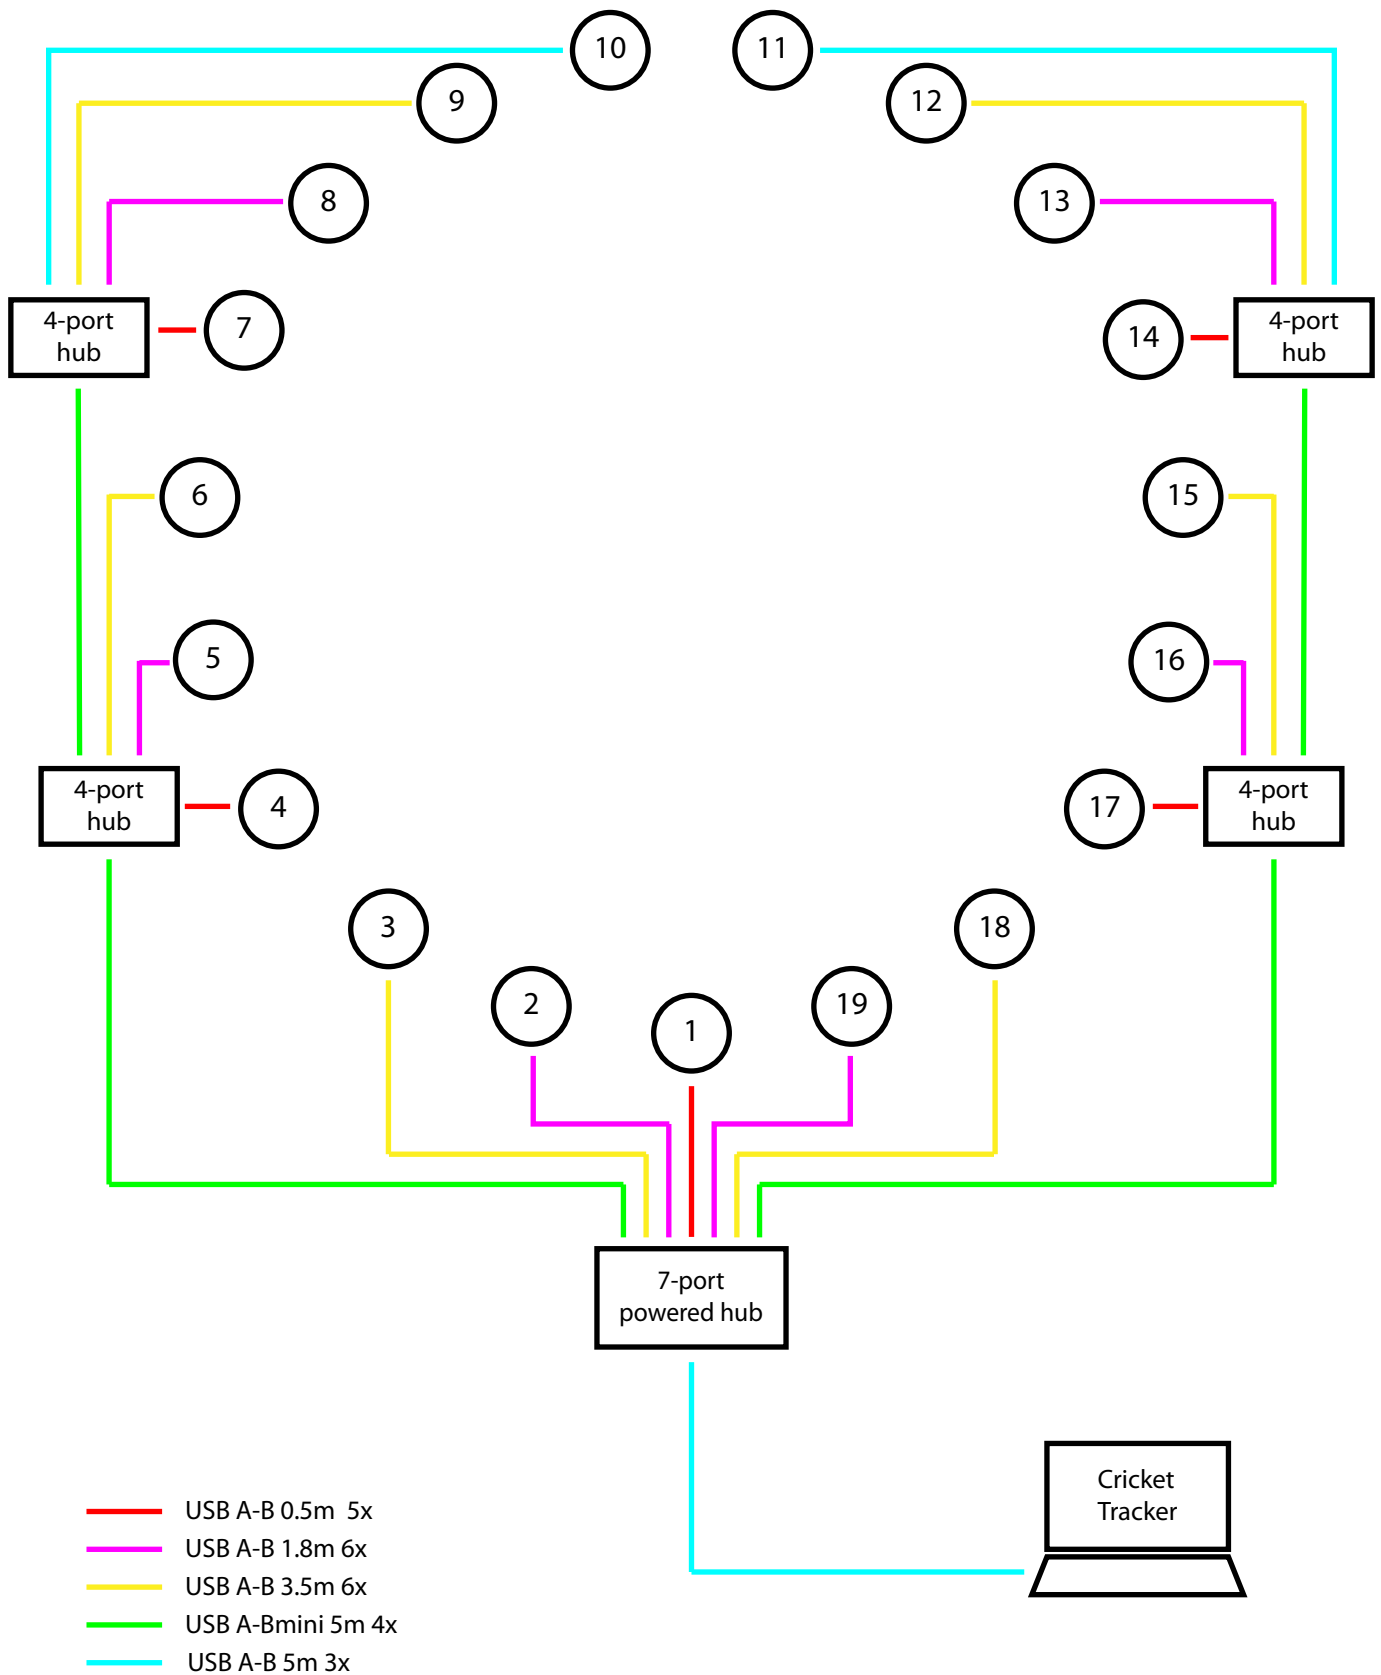 10
11
9
12
8
13
7
14
4-port
hub
4-port
hub
6
15
5
16
4-port
hub
4
17
4-port
hub
3
18
2
19
1
7-port
powered hub
Cricket
Tracker
USB A-B 0.5m  5x
USB A-B 1.8m 6x
USB A-B 3.5m 6x
USB A-Bmini 5m 4x
USB A-B 5m 3x